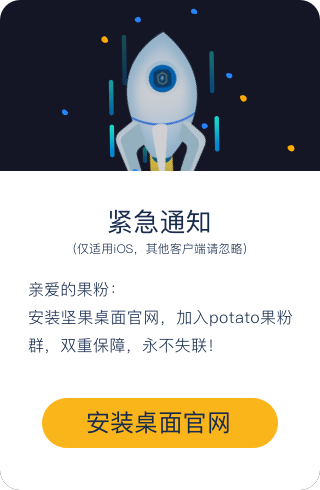 紧急通知
(仅适用iOS，其他客户端请忽略)
亲爱的果粉：
安装坚果桌面官网，加入potato果粉
群，双重保障，永不失联！
安装桌面官网